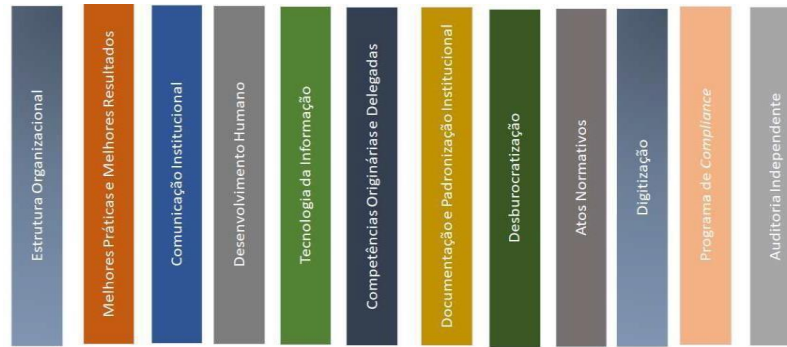 Estrutura Organizacional
Melhores Práticas e Melhores Resultados
Comunicação Institucional
Desenvolvimento Humano
Tecnologia da Informação
Competências Originárias e Delegadas
Documentação e Padronização Institucional
Desburocratização
Atos Normativos
Digitização
Programa de Compliance
Auditoria Independente